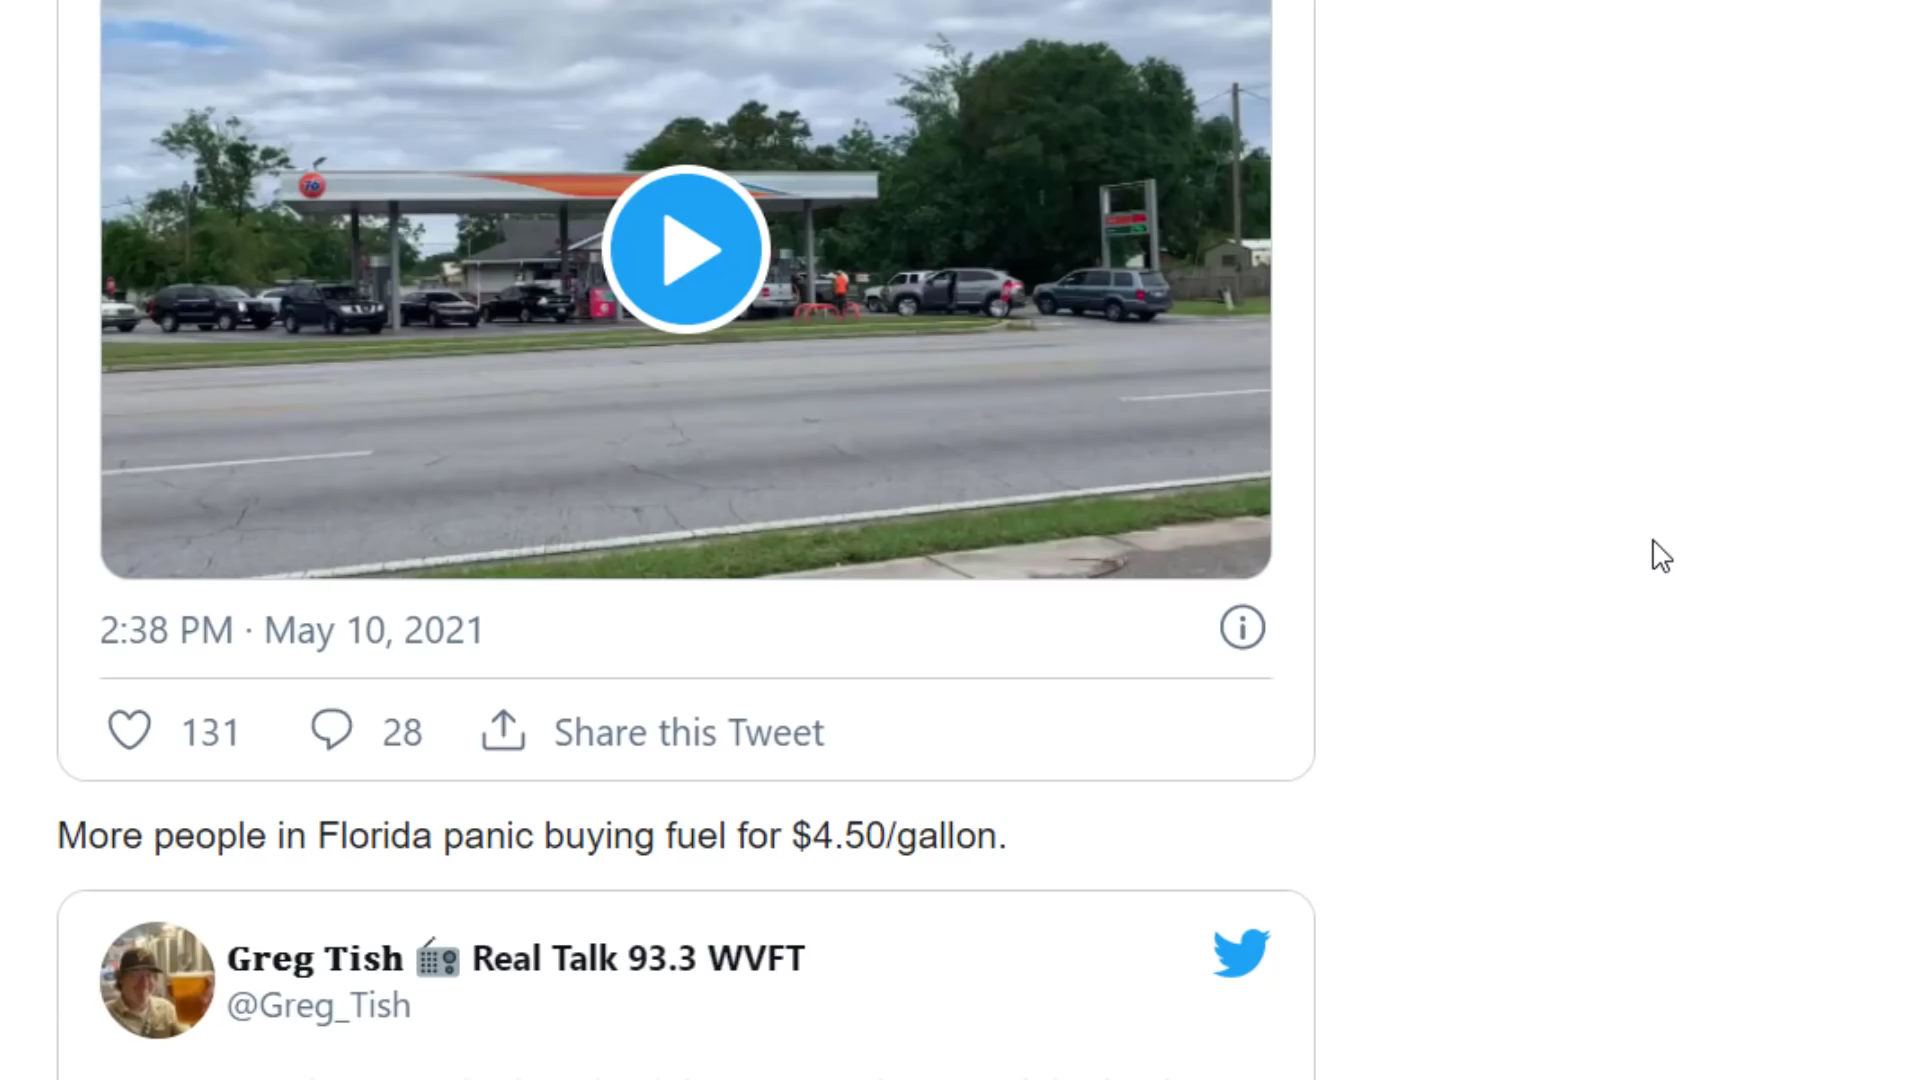 76
2:38 PM · May 10, 2021
131 28 Share this Tweet
More people in Florida panic buying fuel for $4.50/gallon.
Greg Tish 📻 Real Talk 93.3 WVFT
@Greg_Tish